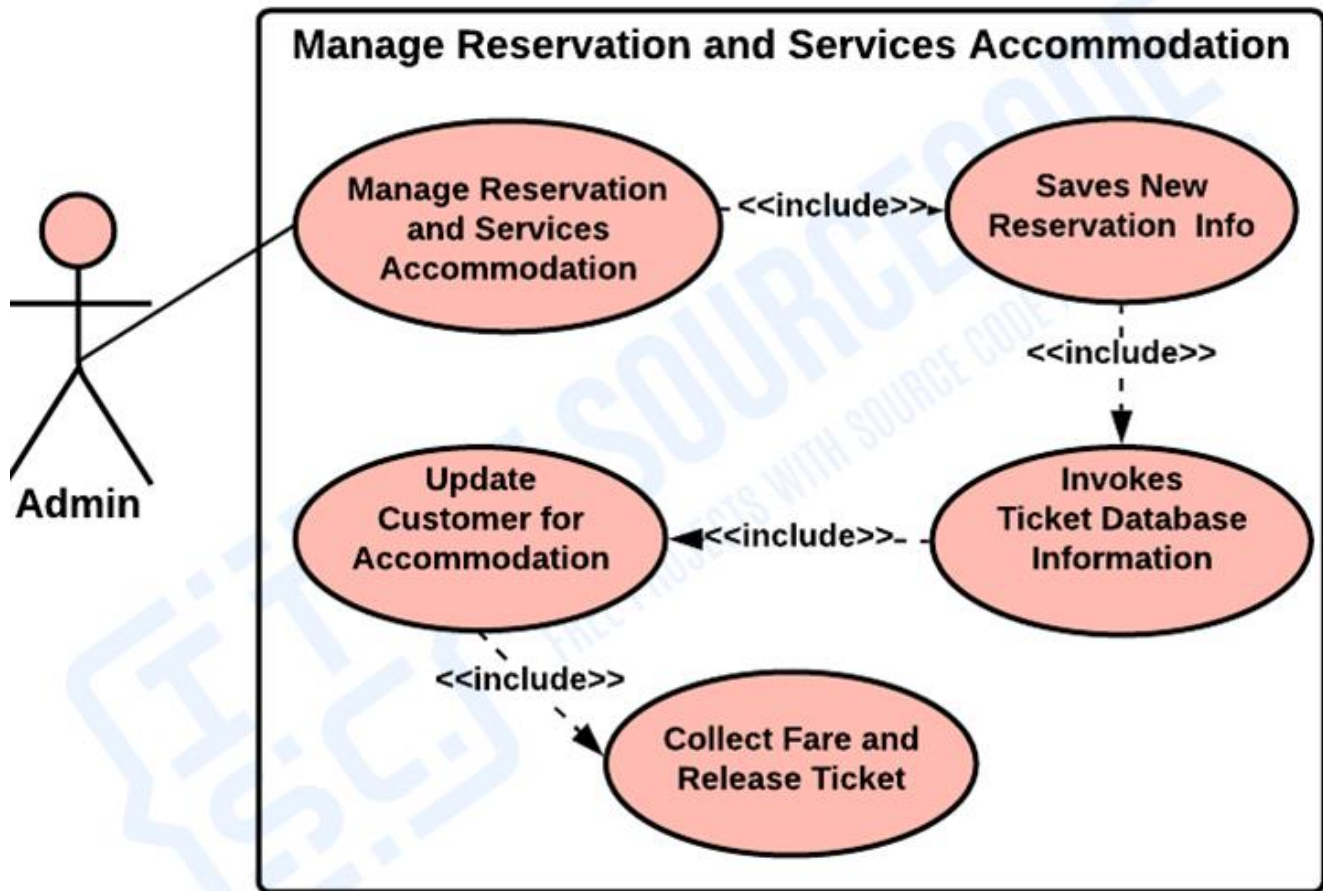 Manage Reservation and Services Accommodation
Manage Reservation
and Services
Accommodation
<<include>>
Saves New
Reservation Info
<<include>>
Admin
Update
Customer for
Accommodation
<<include>>
Invokes
Ticket Database
Information
<<include>>
Collect Fare and
Release Ticket